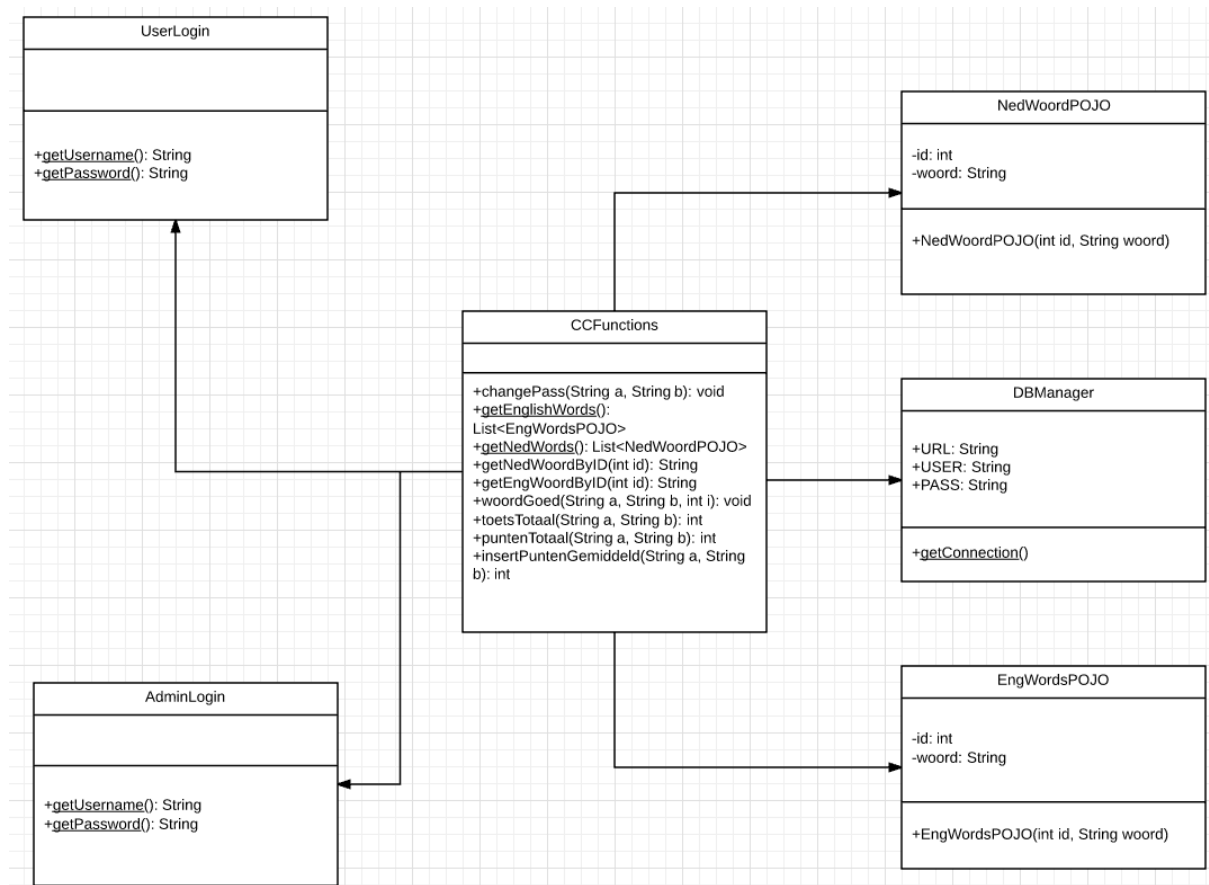 UserLogin
+getUsername(): String
+getPassword(): String
NedWoordPOJO
-id: int
-woord: String
+NedWoordPOJO(int id, String woord)
CCFunctions
+changePass(String a, String b): void
+getEnglishWords():
List<EngWordsPOJO>
+getNedWords(): List<NedWoordPOJO>
+getNedWoordByID(int id): String
+getEngWoordByID(int id): String
+woordGoed(String a, String b, int i): void
+toetsTotaal(String a, String b): int
+puntenTotaal(String a, String b): int
+insertPuntenGemiddeld(String a, String
b): int
DBManager
+URL: String
+USER: String
+PASS: String
+getConnection()
AdminLogin
+getUsername(): String
+getPassword(): String
EngWordsPOJO
-id: int
-woord: String
+EngWordsPOJO(int id, String woord)